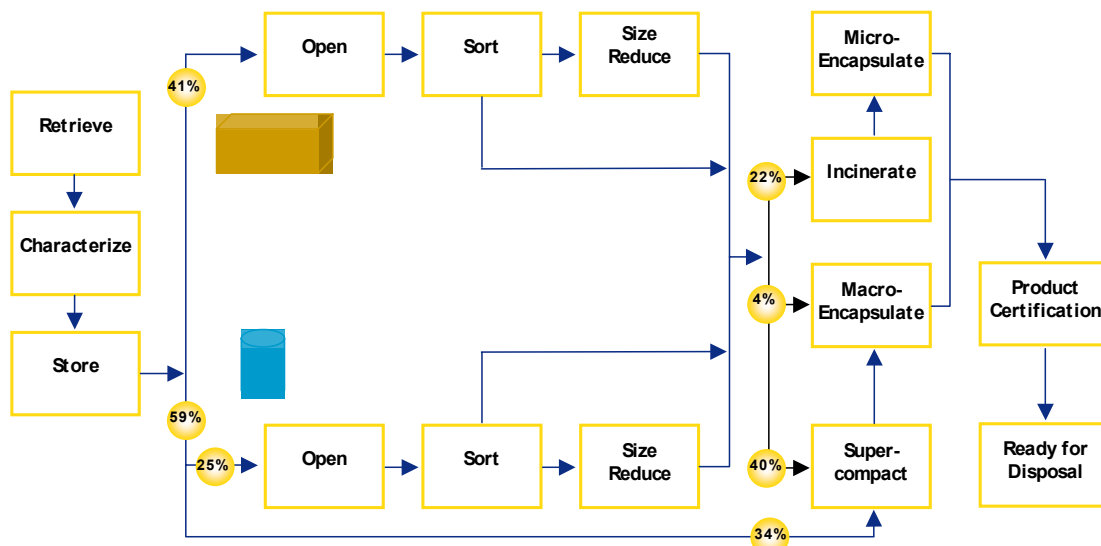 Retrieve
Characterize
Store
41%
59%
25%
Open
Sort
Size
Reduce
Open
Sort
Size
Reduce
22%
4%
40%
34%
Micro-
Encapsulate
Incinerate
Macro-
Encapsulate
Super-
compact
Product
Certification
Ready for
Disposal